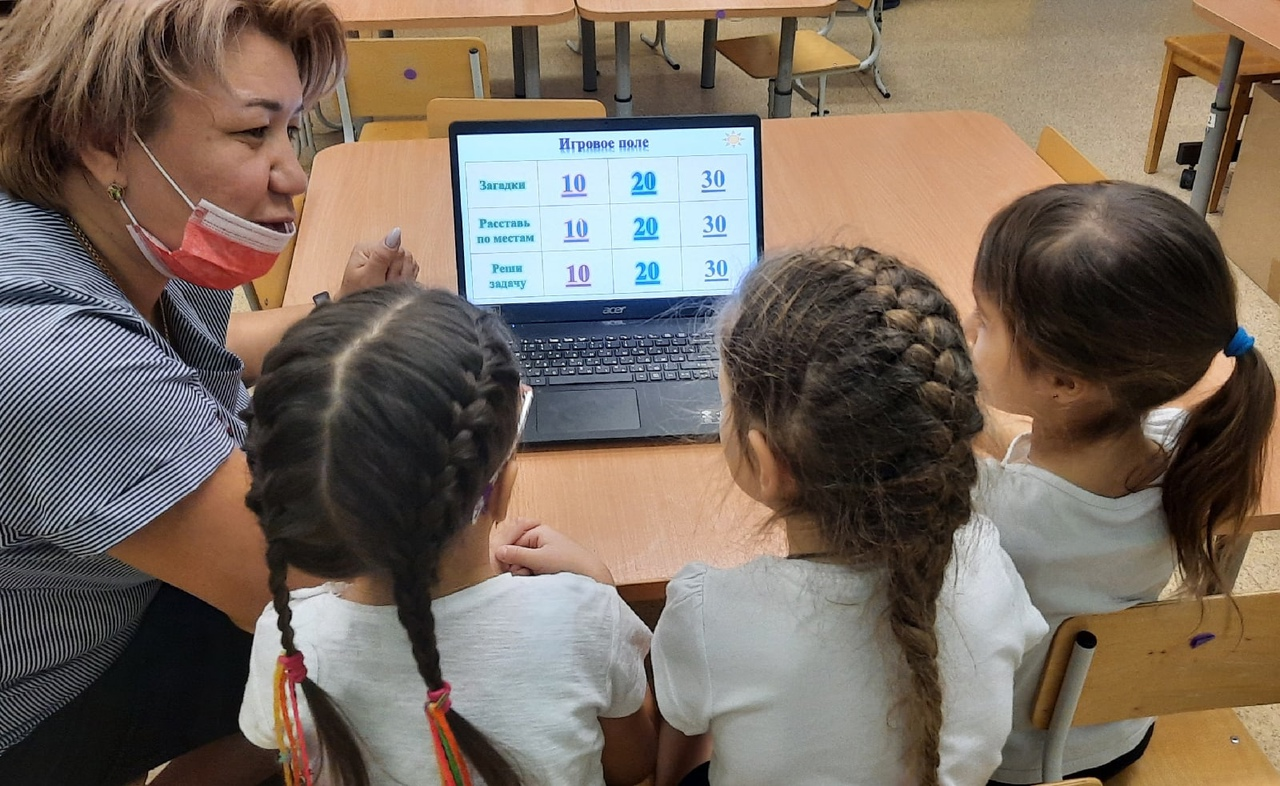 Игровое поле
Загадки 10 20 30
Расставь
по местам 10 20 30
Реши
задачу 10 20 30
acer